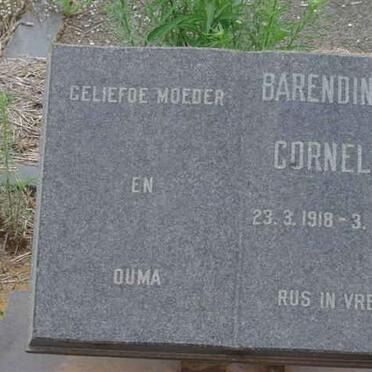 GELIEFDE MOEDER
EN
OUMA
BARENDIN
CORNEL
23.3.1918 - 3.
RUS IN VRE